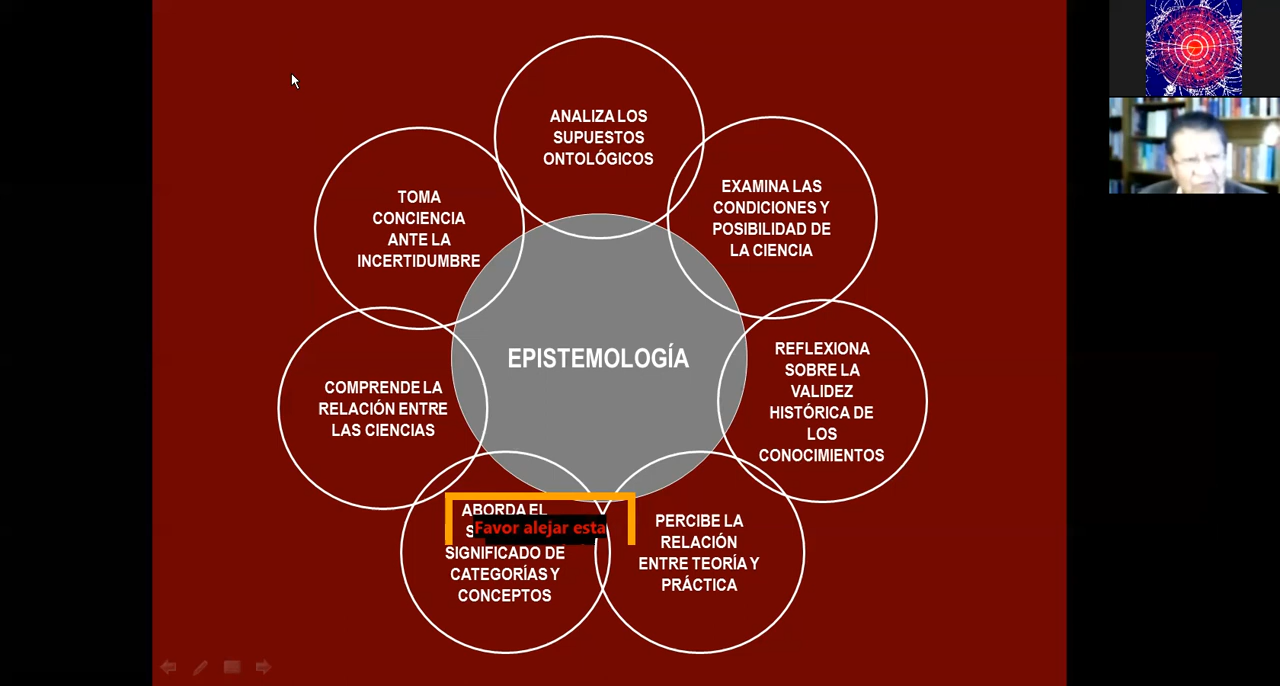 ANALIZA LOS
SUPUESTOS
ONTOLÓGICOS
EXAMINA LAS
CONDICIONES Y
POSIBILIDAD DE
LA CIENCIA
REFLEXIONA
SOBRE LA
VALIDEZ
HISTÓRICA DE
LOS
CONOCIMIENTOS
PERCIBE LA
RELACIÓN
ENTRE TEORÍA Y
PRÁCTICA
ABORDA EL
Favor alejar esta
SIGNIFICADO DE
CATEGORÍAS Y
CONCEPTOS
COMPRENDE LA
RELACIÓN ENTRE
LAS CIENCIAS
TOMA
CONCIENCIA
ANTE LA
INCERTIDUMBRE
EPISTEMOLOGÍA